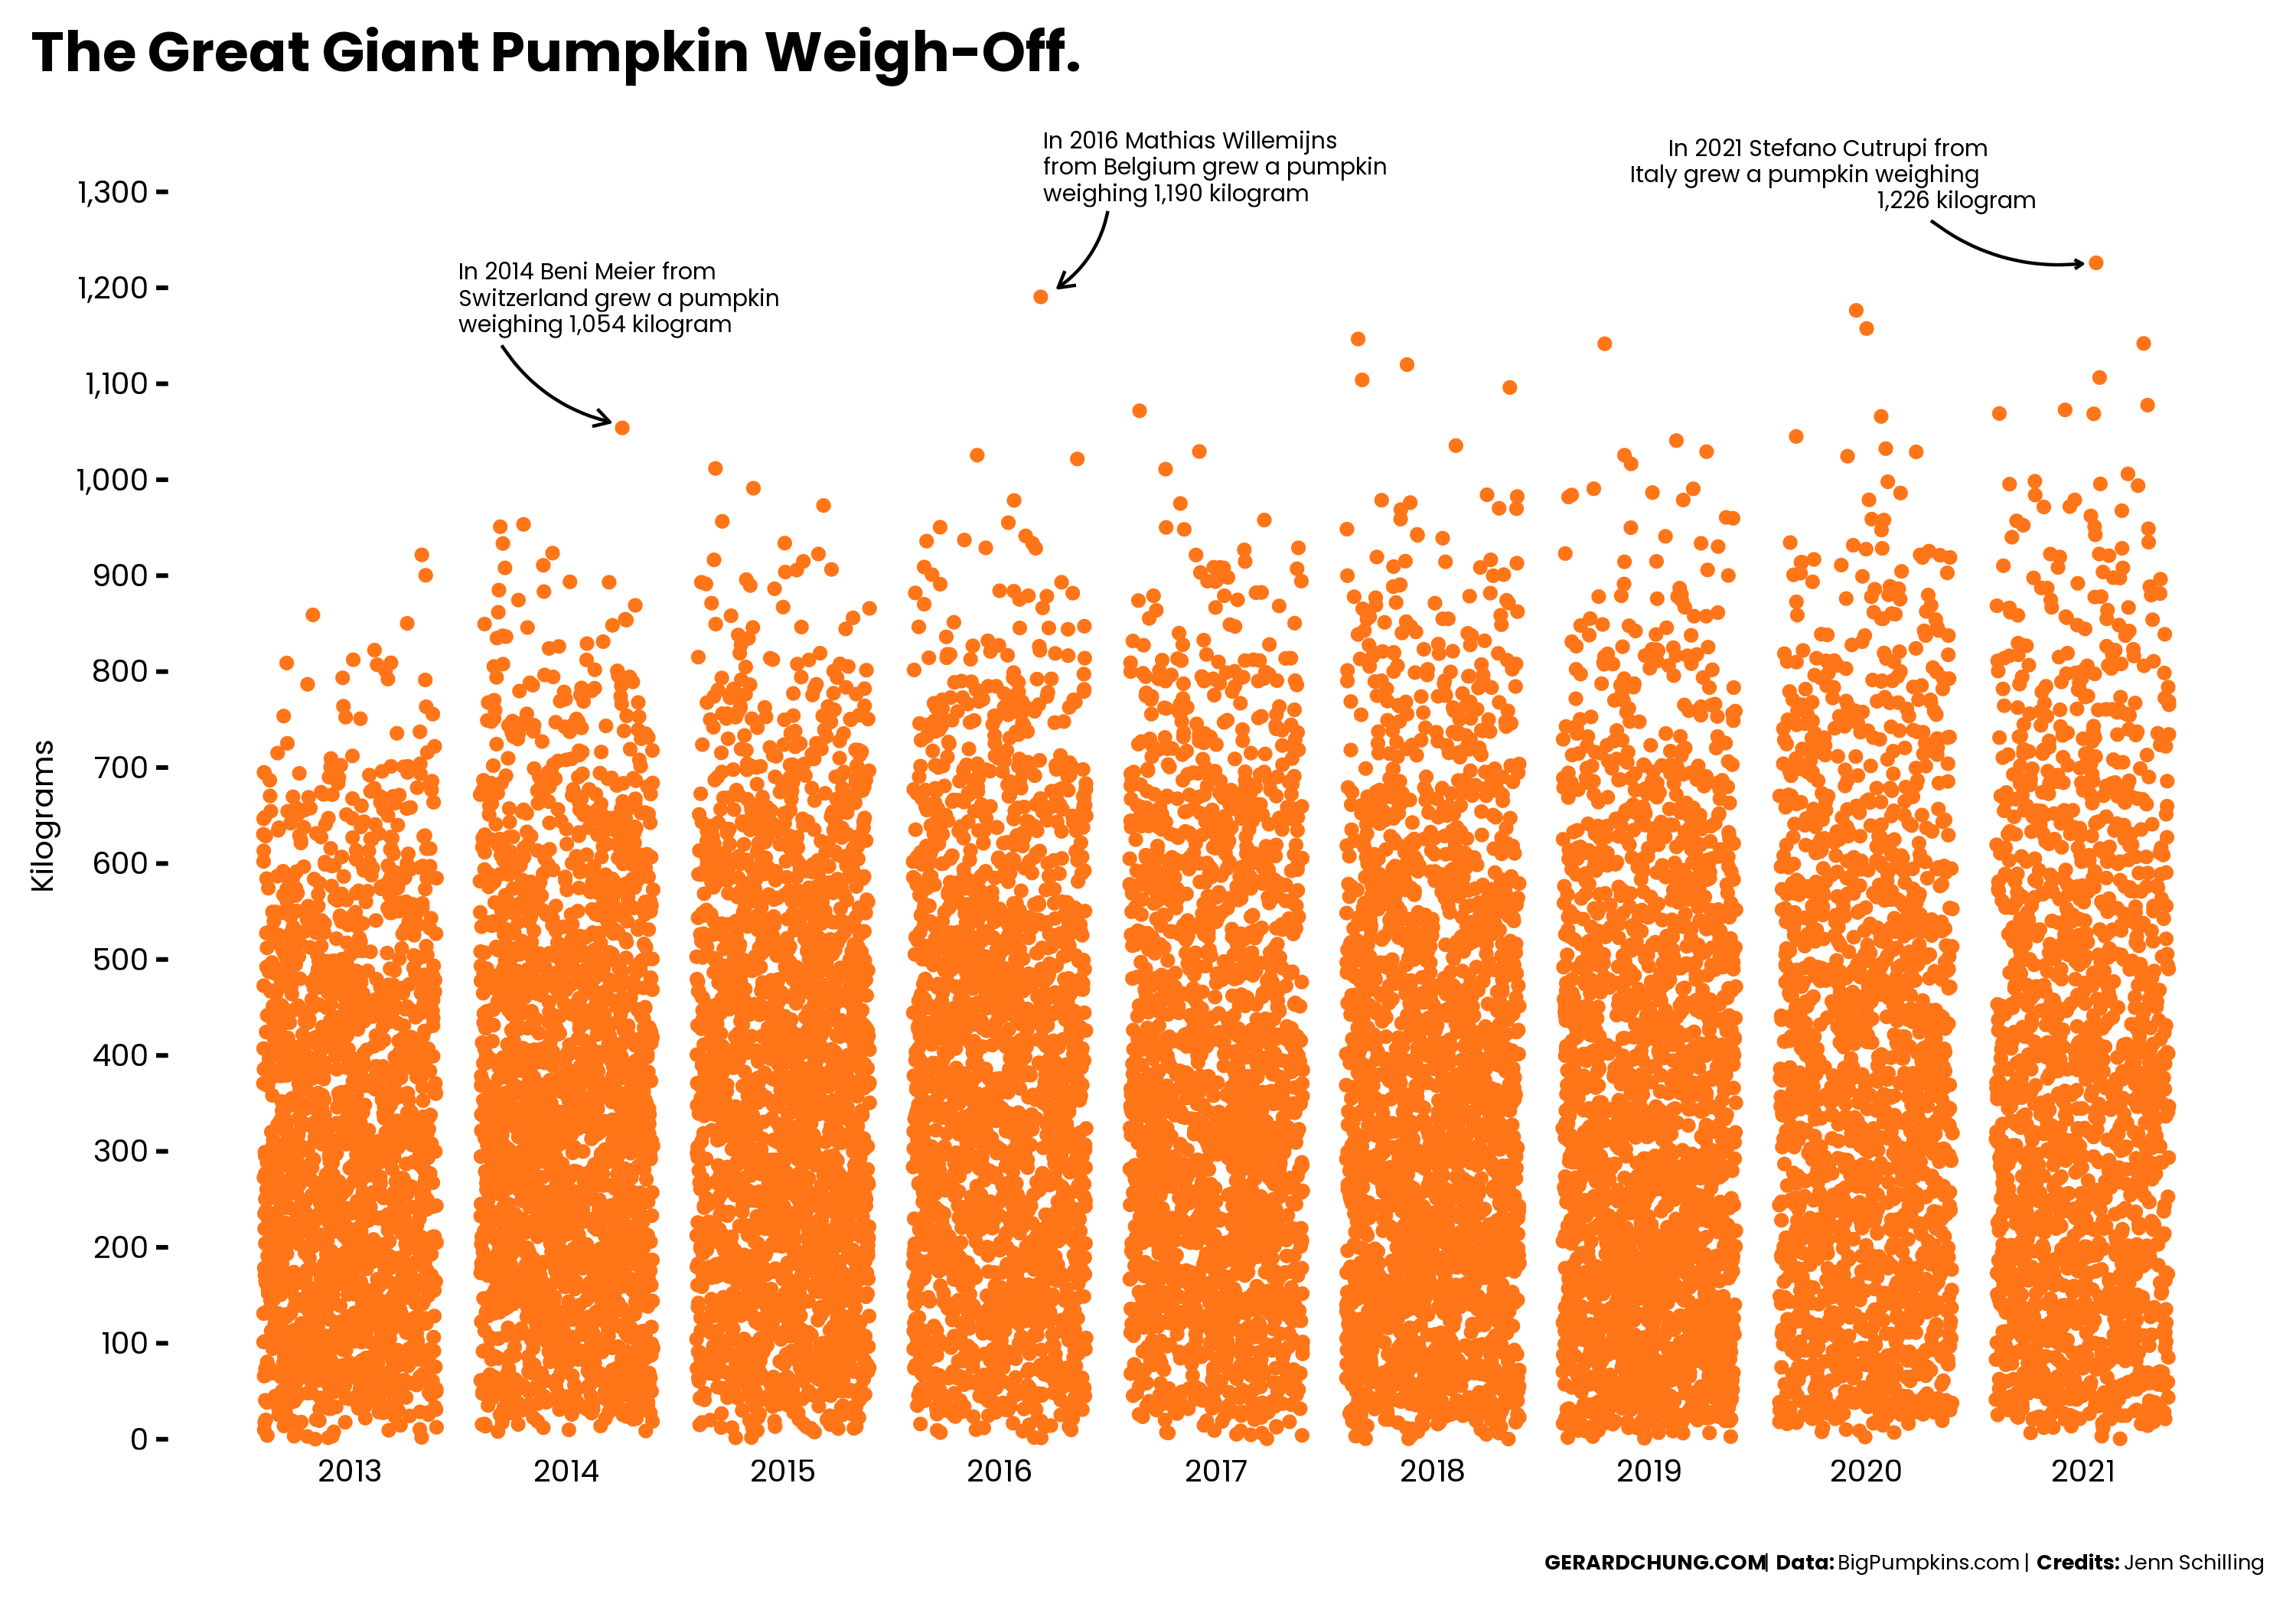 The Great Giant Pumpkin Weigh-Off.
In 2016 Mathias Willemijns
from Belgium grew a pumpkin
weighing 1,190 kilogram
In 2021 Stefano Cutrupi from
Italy grew a pumpkin weighing
1,226 kilogram
In 2014 Beni Meier from
Switzerland grew a pumpkin
weighing 1,054 kilogram
Kilograms
1,300
1,200
1,100
1,000
900
800
700
600
500
400
300
200
100
0
2013 2014 2015 2016 2017 2018 2019 2020 2021
GERARDCHUNG.COM| Data: BigPumpkins.com | Credits: Jenn Schilling